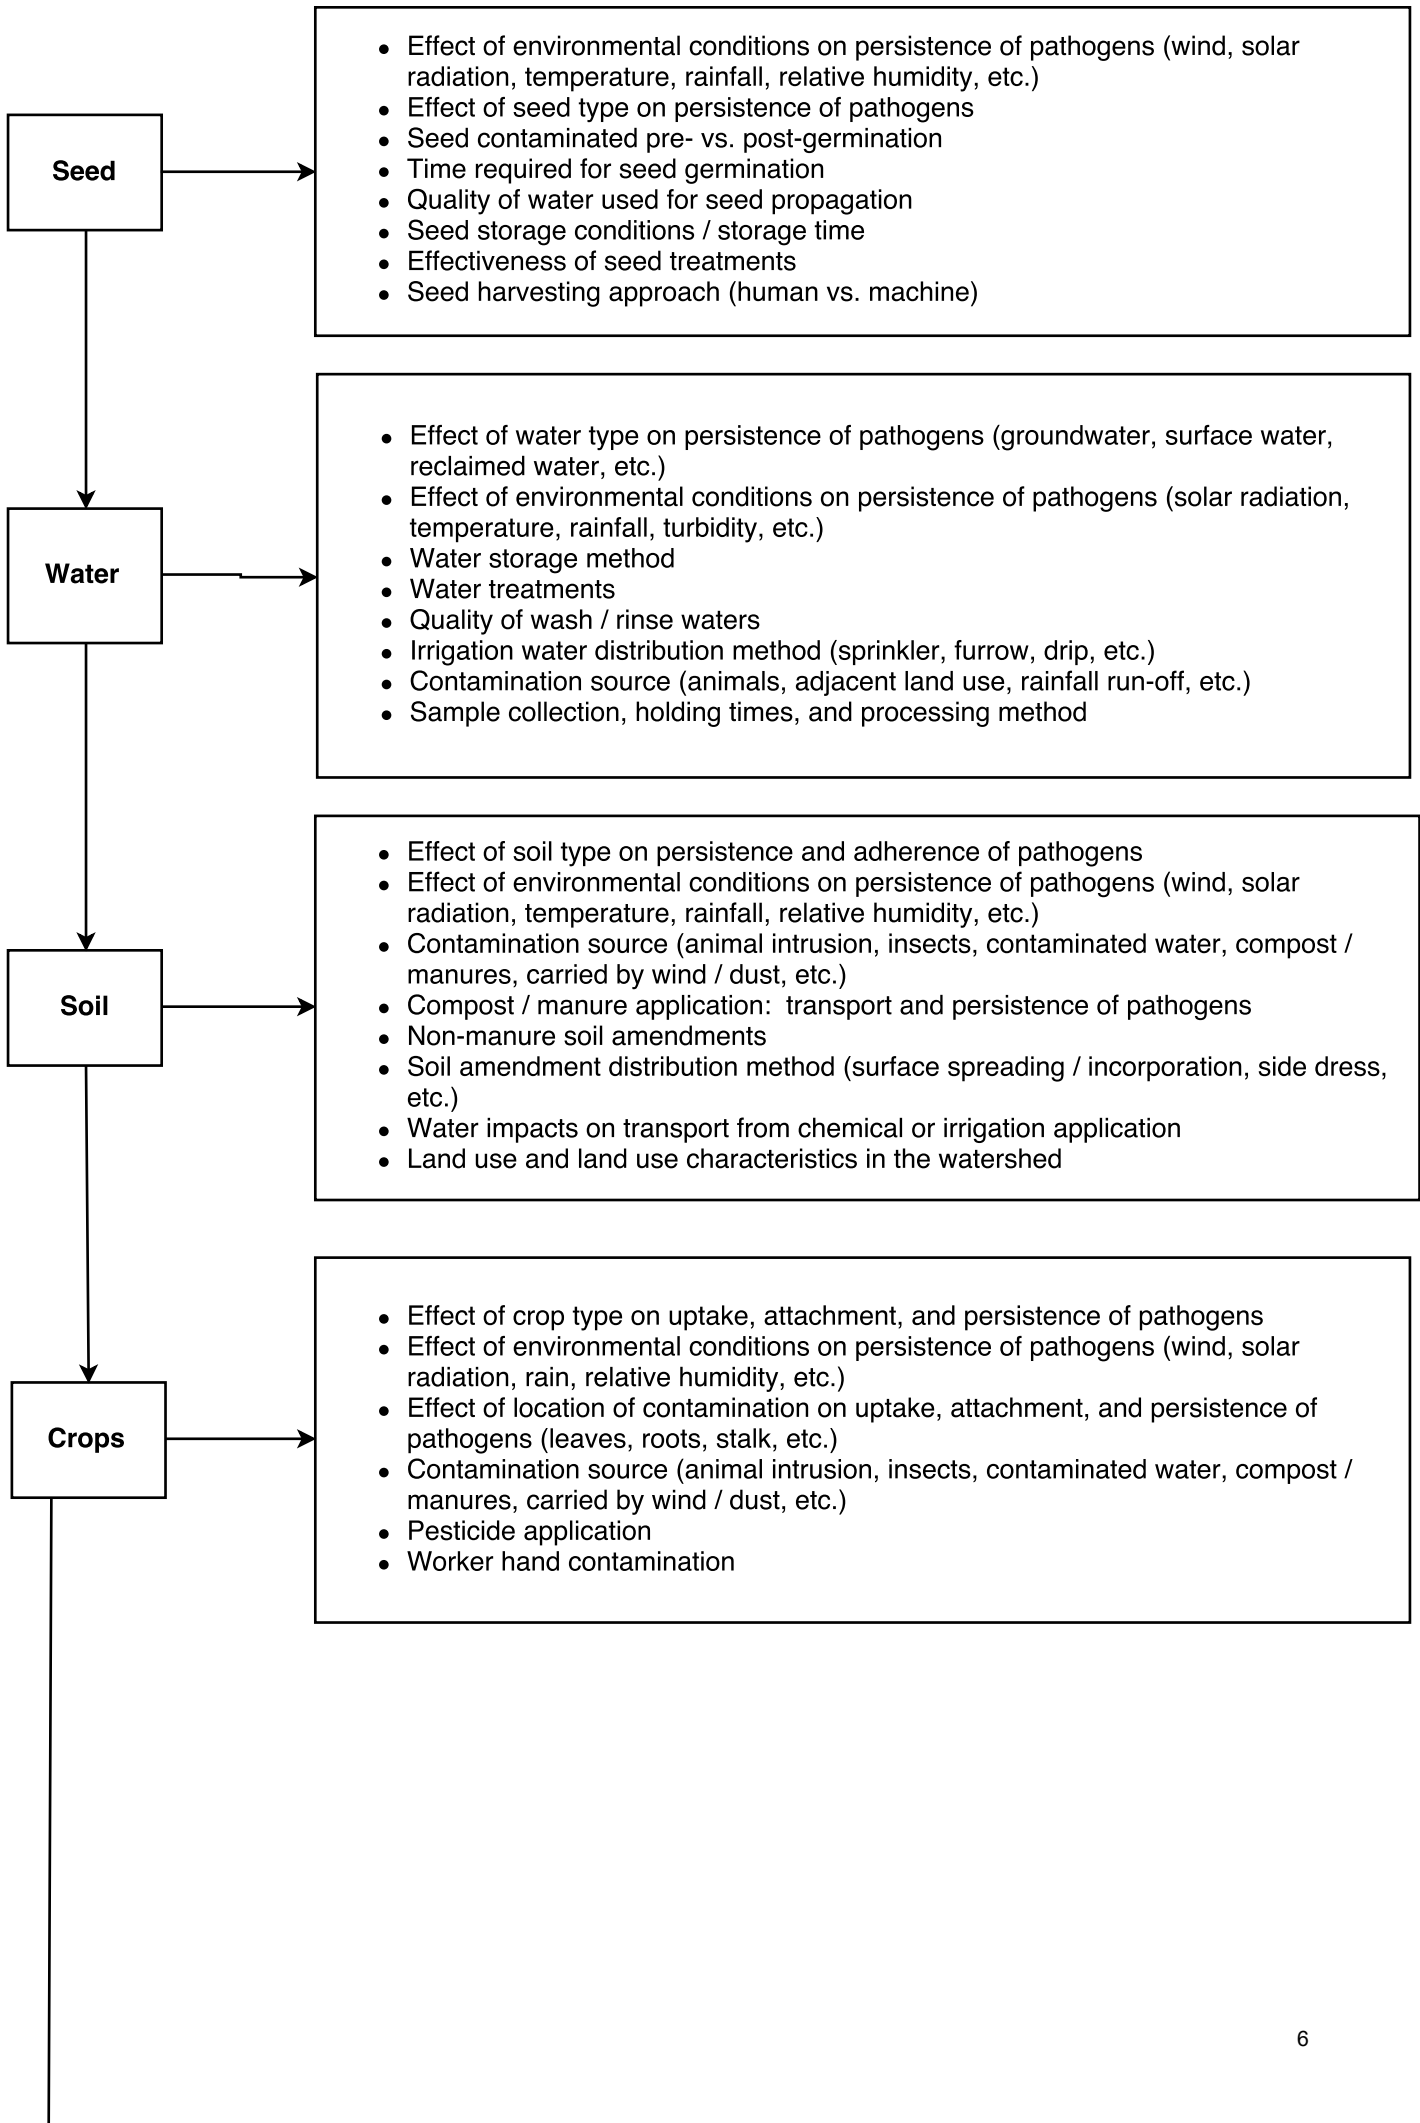 • Effect of environmental conditions on persistence of pathogens (wind, solar
radiation, temperature, rainfall, relative humidity, etc.)
• Effect of seed type on persistence of pathogens
• Seed contaminated pre- vs. post-germination
Seed
• Time required for seed germination
• Quality of water used for seed propagation
• Seed storage conditions / storage time
• Effectiveness of seed treatments
• Seed harvesting approach (human vs. machine)
• Effect of water type on persistence of pathogens (groundwater, surface water,
reclaimed water, etc.)
• Effect of environmental conditions on persistence of pathogens (solar radiation,
temperature, rainfall, turbidity, etc.)
• Water storage method
Water
• Water treatments
• Quality of wash / rinse waters
• Irrigation water distribution method (sprinkler, furrow, drip, etc.)
• Contamination source (animals, adjacent land use, rainfall run-off, etc.)
• Sample collection, holding times, and processing method
• Effect of soil type on persistence and adherence of pathogens
• Effect of environmental conditions on persistence of pathogens (wind, solar
radiation, temperature, rainfall, relative humidity, etc.)
• Contamination source (animal intrusion, insects, contaminated water, compost /
manures, carried by wind / dust, etc.)
Soil
• Compost / manure application:  transport and persistence of pathogens
• Non-manure soil amendments
• Soil amendment distribution method (surface spreading / incorporation, side dress,
etc.)
• Water impacts on transport from chemical or irrigation application
• Land use and land use characteristics in the watershed
• Effect of crop type on uptake, attachment, and persistence of pathogens
• Effect of environmental conditions on persistence of pathogens (wind, solar
radiation, rain, relative humidity, etc.)
• Effect of location of contamination on uptake, attachment, and persistence of
pathogens (leaves, roots, stalk, etc.)
Crops
• Contamination source (animal intrusion, insects, contaminated water, compost /
manures, carried by wind / dust, etc.)
• Pesticide application
• Worker hand contamination
6